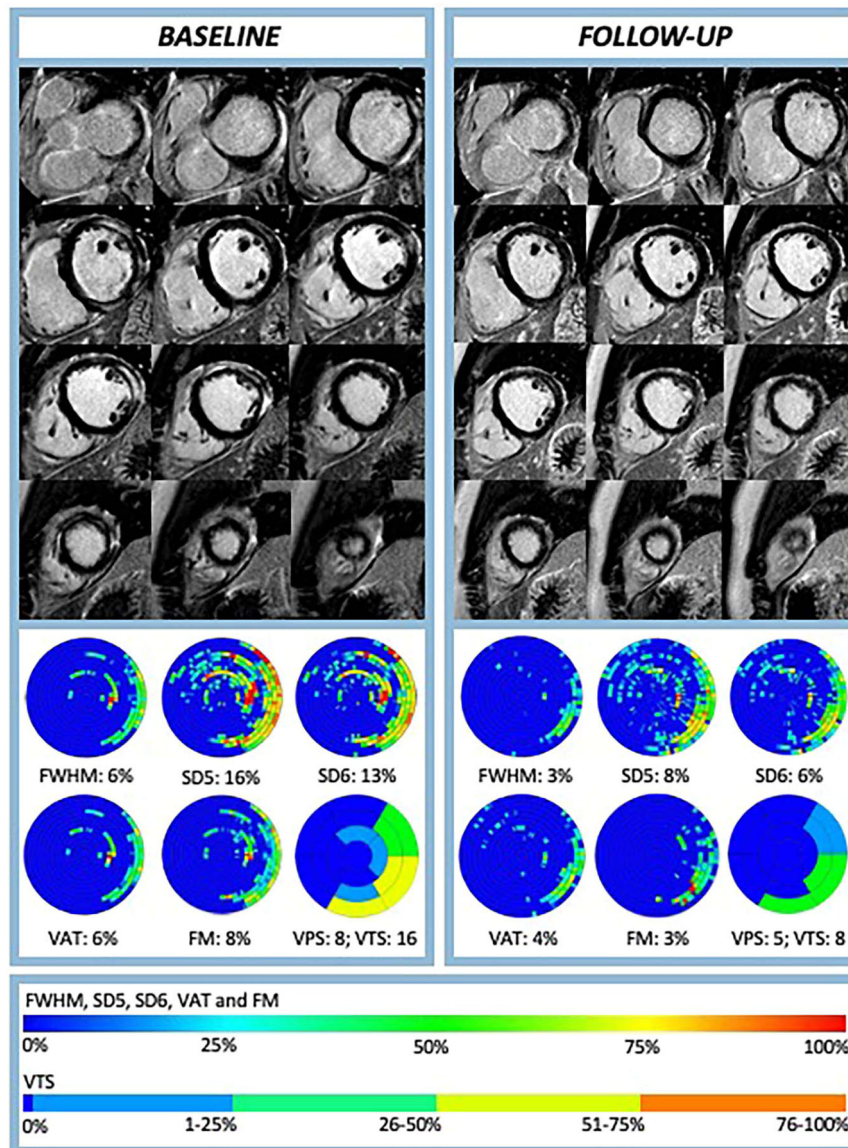 BASELINE
FOLLOW-UP
FWHM: 6%
SD5: 16%
SD6: 13%
FWHM: 3%
SD5: 8%
SD6: 6%
VAT: 6%
FM: 8%
VPS: 8; VTS: 16
VAT: 4%
FM: 3%
VPS: 5; VTS: 8
FWHM, SD5, SD6, VAT and FM
0% 25% 50% 75% 100%
VTS
0% 1-25% 26-50% 51-75% 76-100%